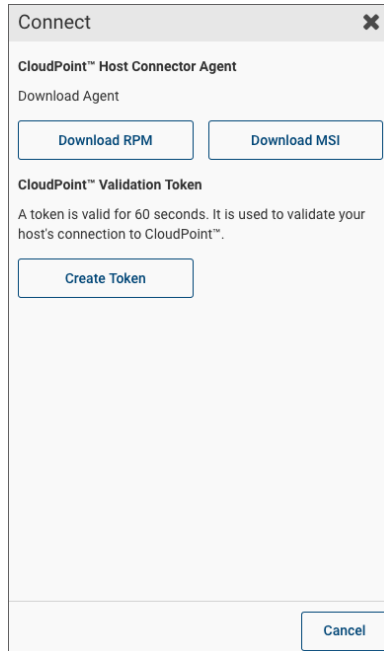 Connect
CloudPoint™ Host Connector Agent
Download Agent
Download RPM
Download MSI
CloudPoint™ Validation Token
A token is valid for 60 seconds. It is used to validate your
host's connection to CloudPoint™.
Create Token
Cancel